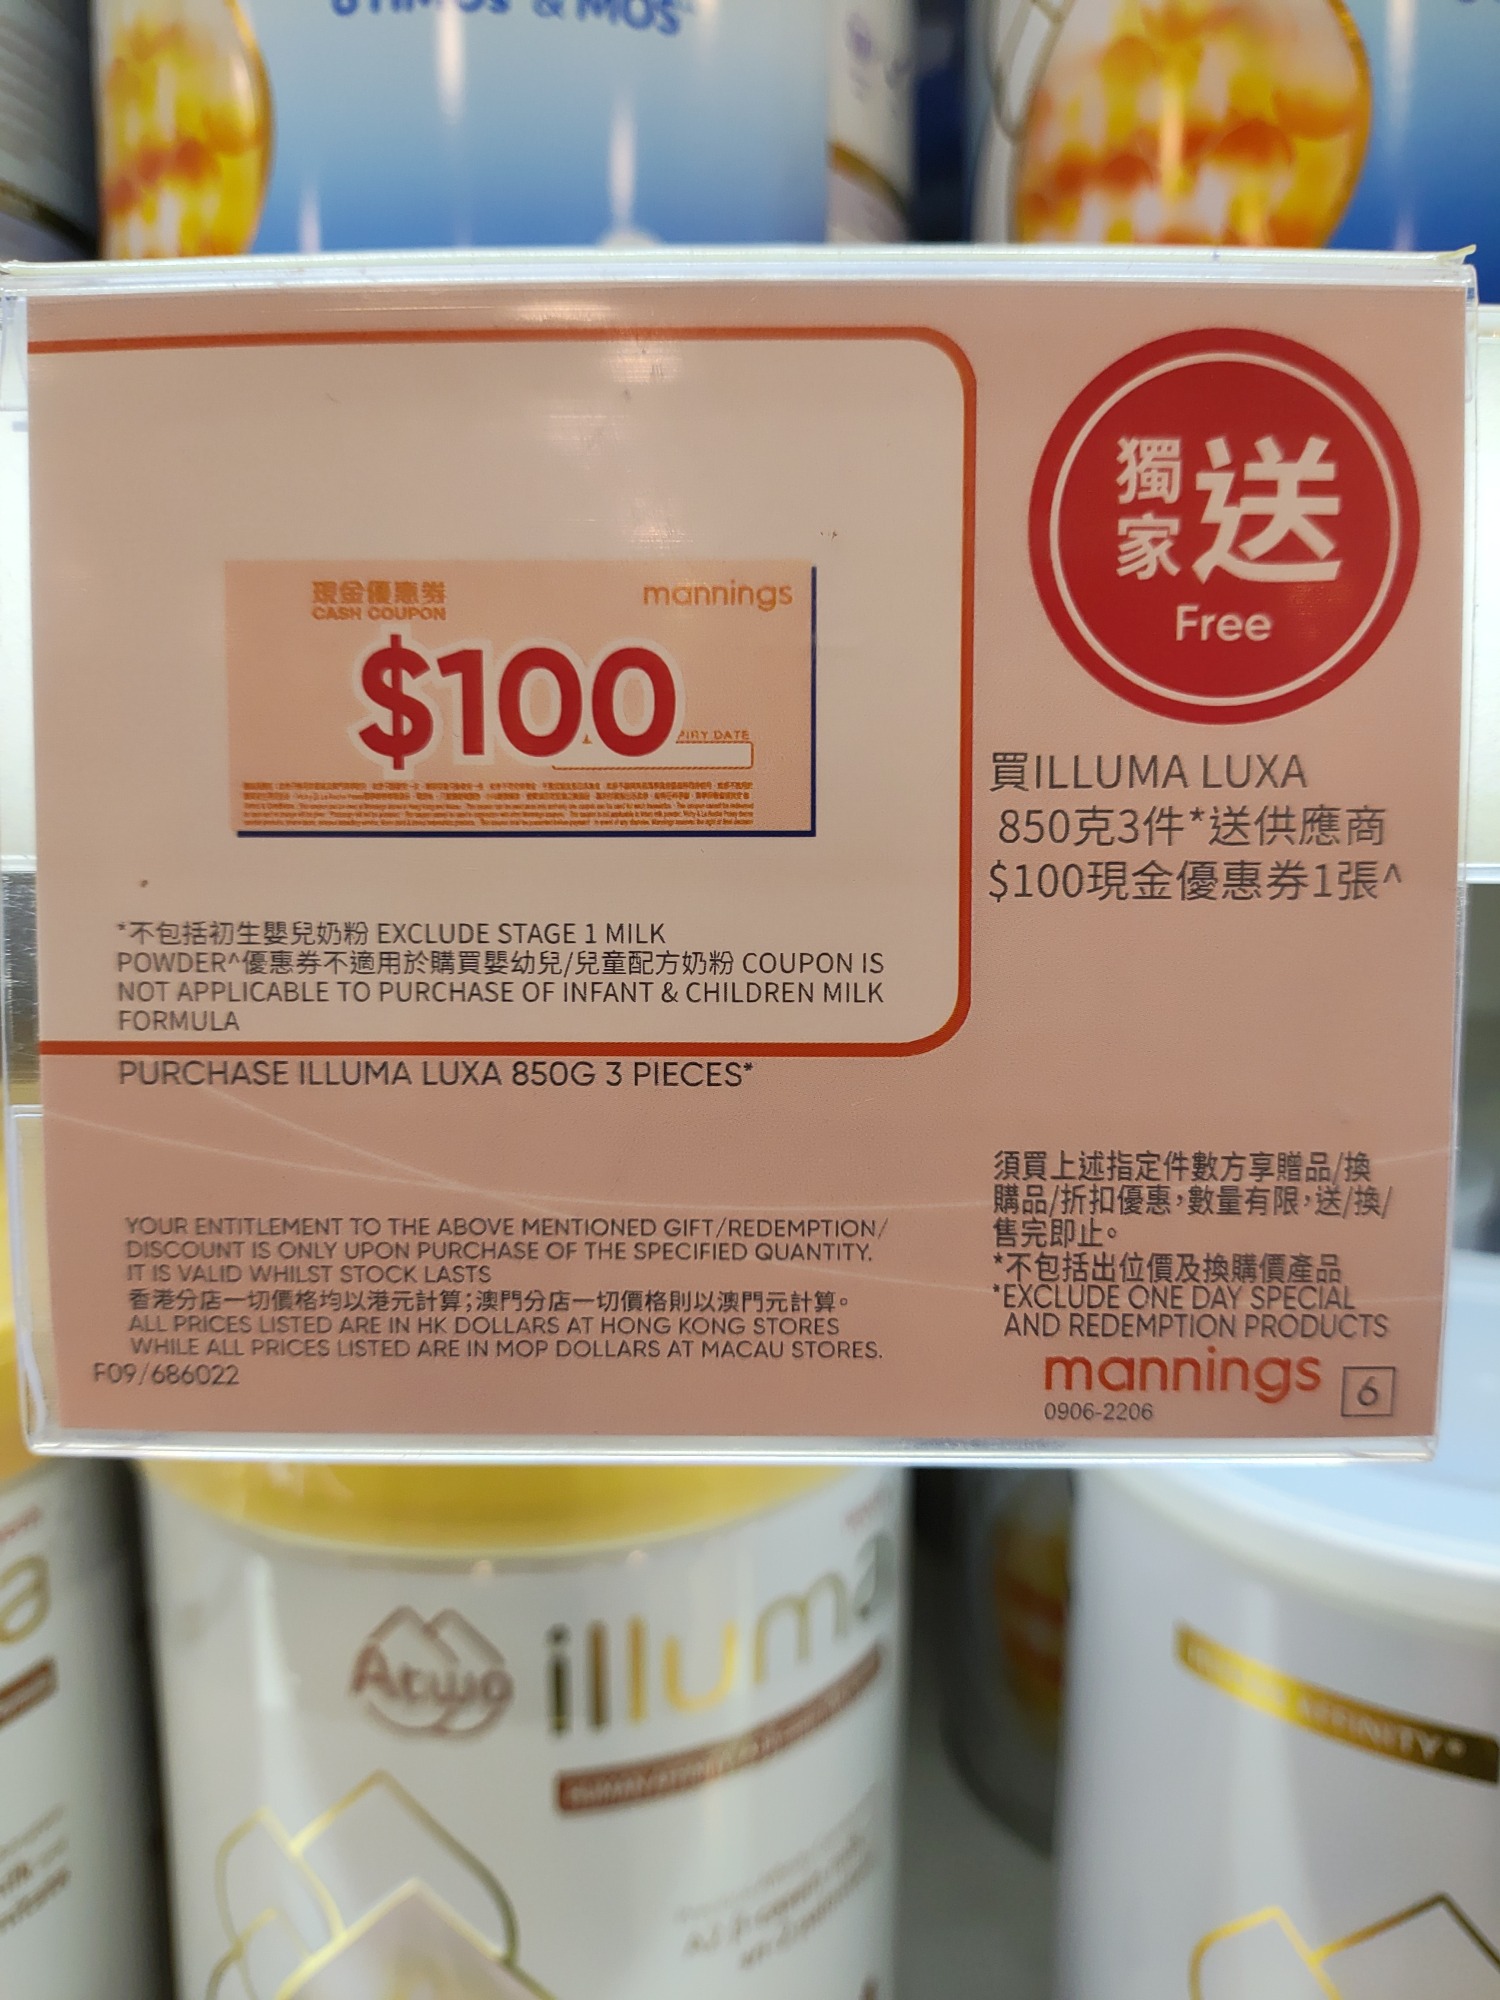 & MOS
獨家 送
Free
現金優惠券
CASH COUPON
mannings
$100
PIRY DATE
買ILLUMA LUXA
850克3件*送供應商
$100現金優惠券1張^
*不包括初生嬰兒奶粉 EXCLUDE STAGE 1 MILK
POWDER^優惠券不適用於購買嬰幼兒/兒童配方奶粉 COUPON IS
NOT APPLICABLE TO PURCHASE OF INFANT & CHILDREN MILK
FORMULA
PURCHASE ILLUMA LUXA 850G 3 PIECES*
YOUR ENTITLEMENT TO THE ABOVE MENTIONED GIFT/REDEMPTION/
DISCOUNT IS ONLY UPON PURCHASE OF THE SPECIFIED QUANTITY.
IT IS VALID WHILST STOCK LASTS
香港分店一切價格均以港元計算;澳門分店一切價格則以澳門元計算。
ALL PRICES LISTED ARE IN HK DOLLARS AT HONG KONG STORES
WHILE ALL PRICES LISTED ARE IN MOP DOLLARS AT MACAU STORES.
F09/686022
須買上述指定件數方享贈品/換
購品/折扣優惠,數量有限,送/換/
售完即止。
*不包括出位價及換購價產品
*EXCLUDE ONE DAY SPECIAL
AND REDEMPTION PRODUCTS
mannings
6
0906-2206
Atwo
illuma
AFFINITY